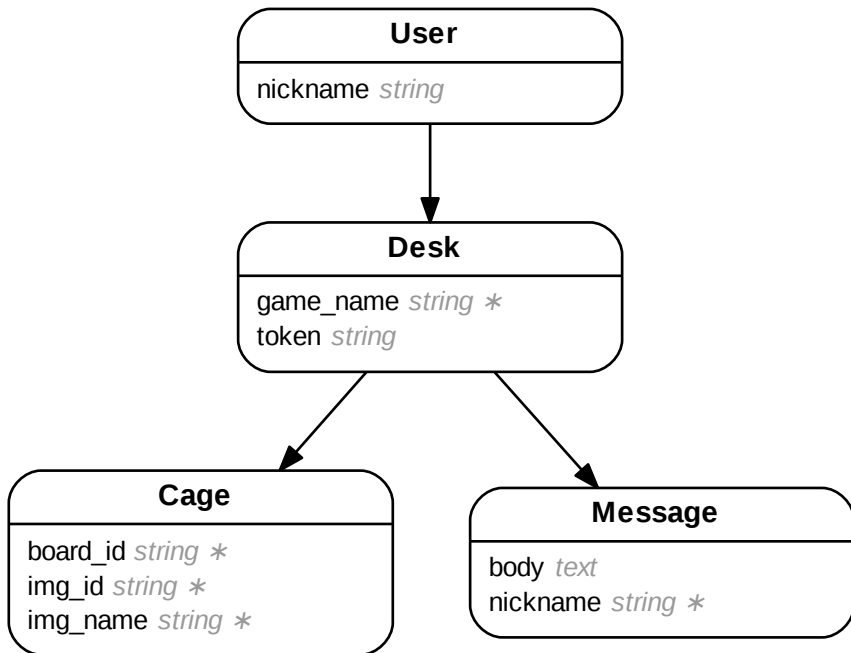 User
nickname string
Desk
game_name string ∗
token string
Cage
board_id string ∗
img_id string ∗
img_name string ∗
Message
body text
nickname string ∗